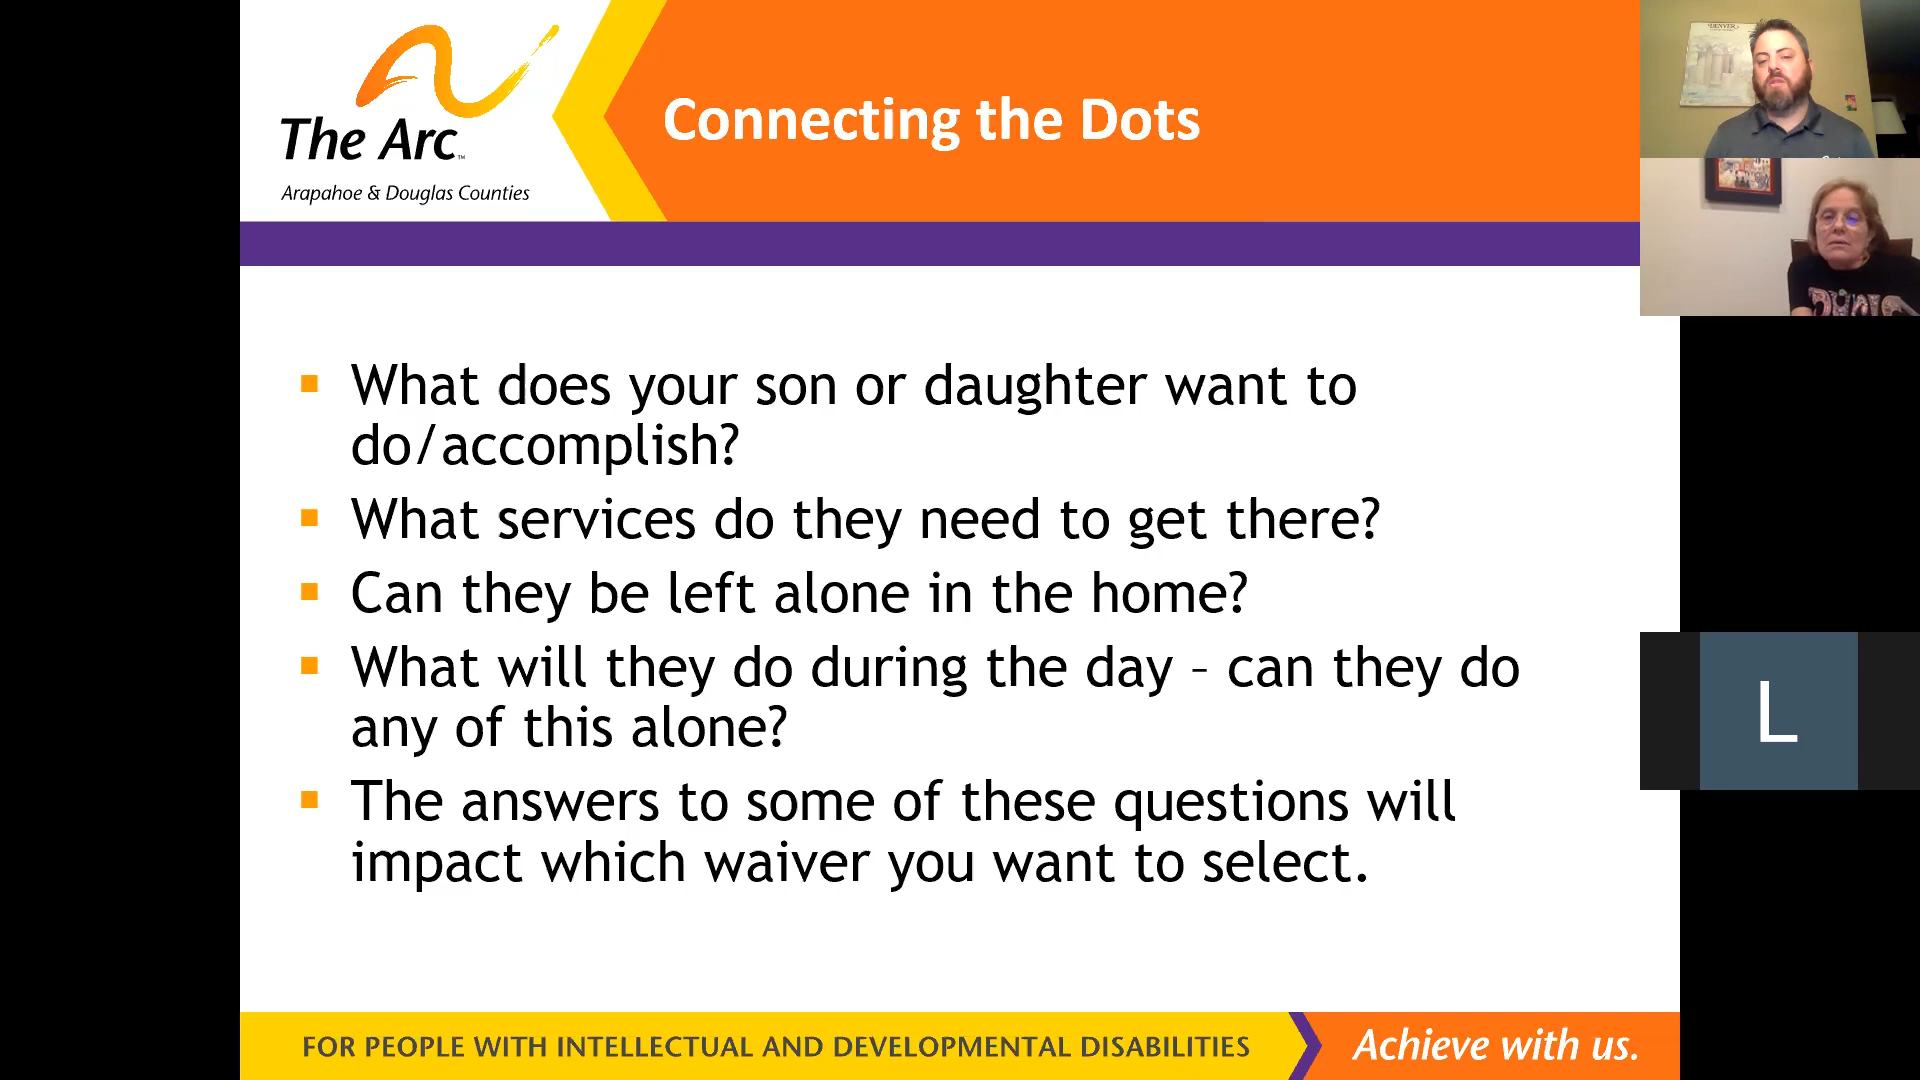 The Arc™
Arapahoe & Douglas Counties
Connecting the Dots
DENVER
▪ What does your son or daughter want to
do/accomplish?
▪ What services do they need to get there?
▪ Can they be left alone in the home?
▪ What will they do during the day – can they do
any of this alone?
▪ The answers to some of these questions will
impact which waiver you want to select.
L
FOR PEOPLE WITH INTELLECTUAL AND DEVELOPMENTAL DISABILITIES
Achieve with us.